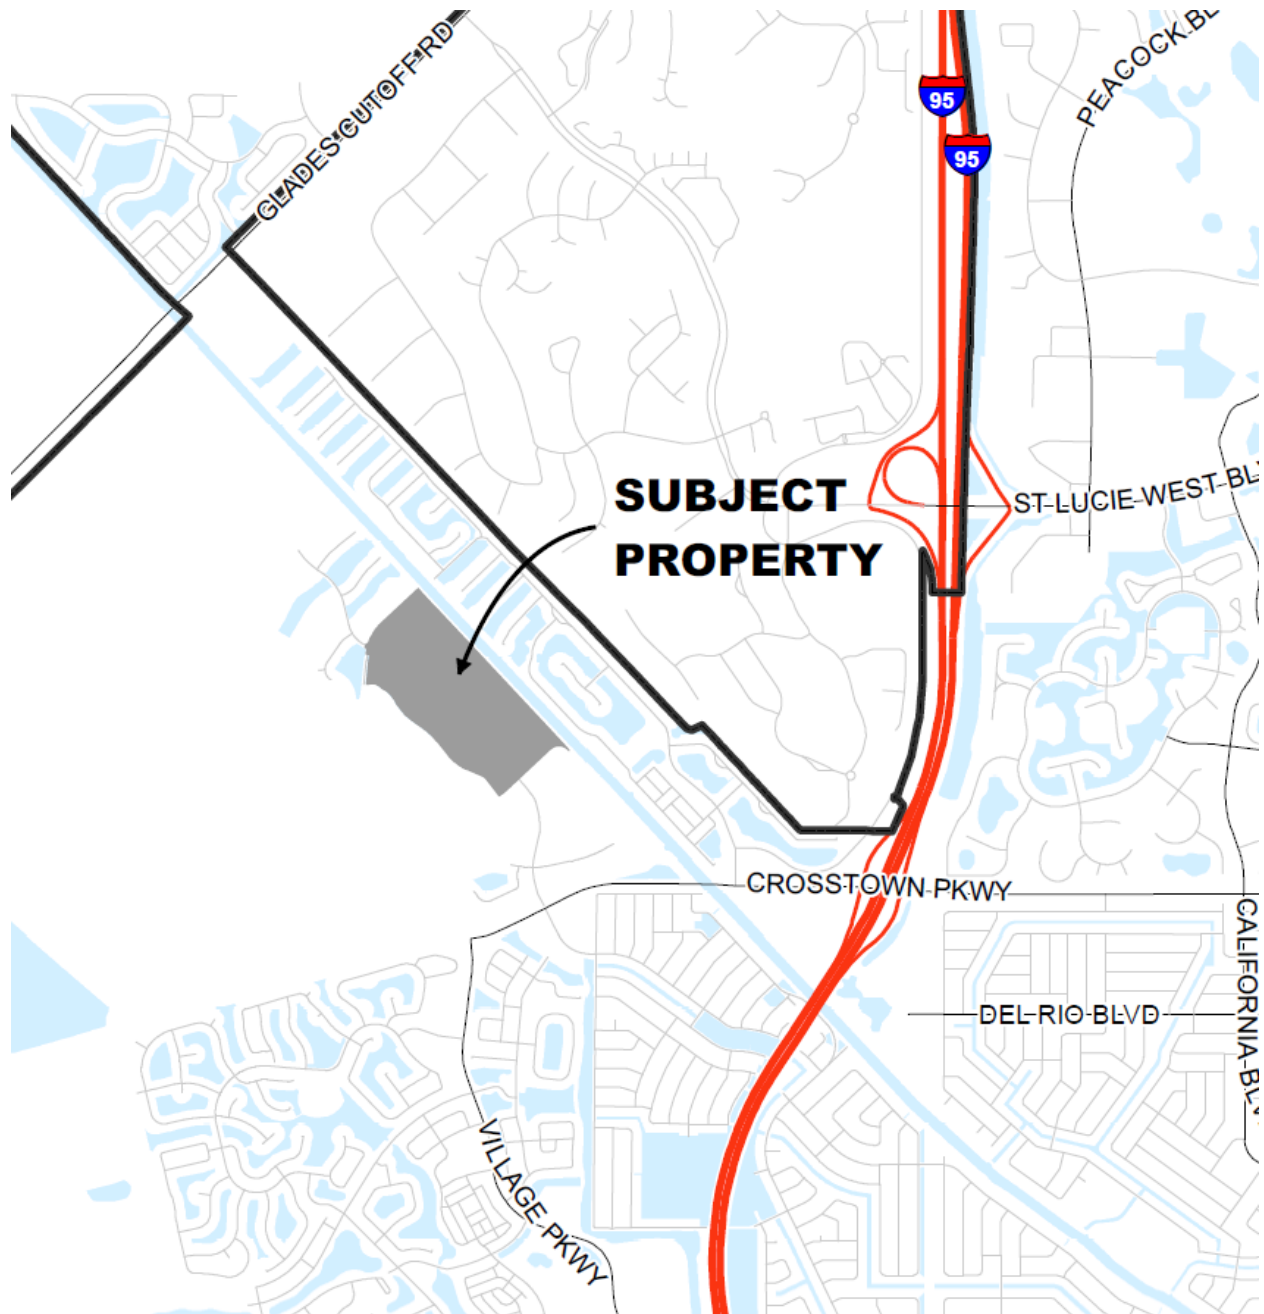 GLADES CUTOFF RD
95
PEACOCK BL
95
SUBJECT
PROPERTY
ST LUCIE WEST BL
CROSSTOWN PKWY
CALIFORNIA BLV
DEL RIO BLVD
VILLAGE PKWY